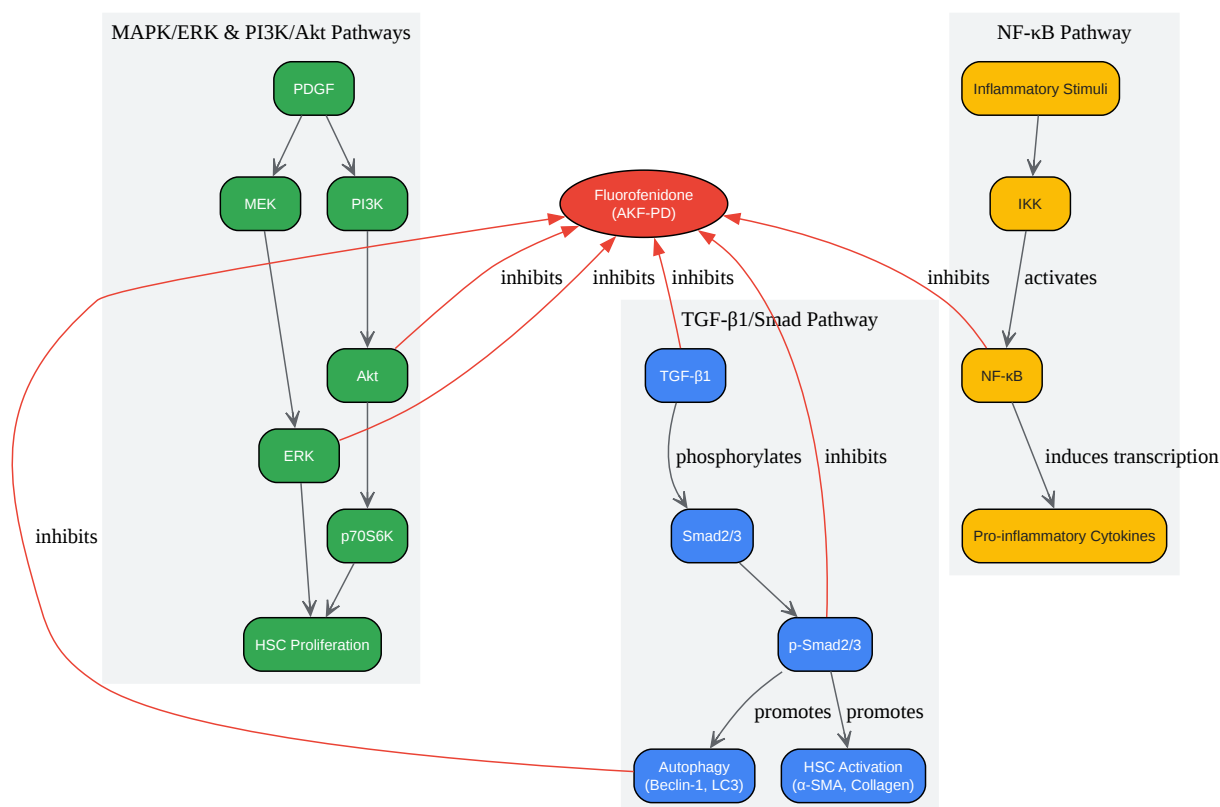 MAPK/ERK & PI3K/Akt Pathways
NF-κB Pathway
PDGF
Inflammatory Stimuli
MEK
PI3K
Fluorofenidone
(AKF-PD)
IKK
inhibits
inhibits
inhibits
inhibits
activates
TGF-β1/Smad Pathway
Akt
TGF-β1
NF-κB
ERK
phosphorylates
inhibits
induces transcription
inhibits
p70S6K
Smad2/3
Pro-inflammatory Cytokines
HSC Proliferation
p-Smad2/3
promotes
promotes
Autophagy
(Beclin-1, LC3)
HSC Activation
(α-SMA, Collagen)